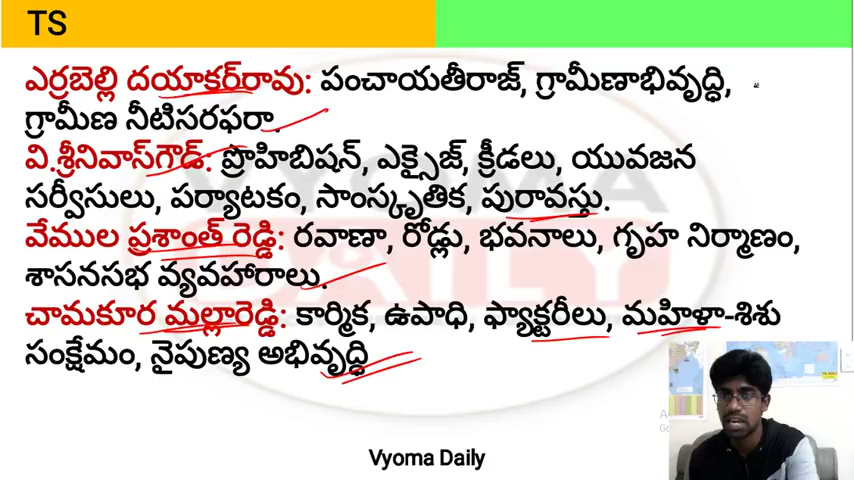 TS
ఎర్రబెల్లి దయాకర్‌రావు: పంచాయతీరాజ్, గ్రామీణాభివృద్ధి,
గ్రామీణ నీటిసరఫరా.
వి.శ్రీనివాస్‌గౌడ్: ప్రొహిబిషన్, ఎక్సైజ్, క్రీడలు, యువజన
సర్వీసులు, పర్యాటకం, సాంస్కృతిక, పురావస్తు.
వేముల ప్రశాంత్ రెడ్డి: రవాణా, రోడ్లు, భవనాలు, గృహ నిర్మాణం,
శాసనసభ వ్యవహారాలు.
చామకూర మల్లారెడ్డి: కార్మిక, ఉపాధి, ఫ్యాక్టరీలు, మహిళా-శిశు
సంక్షేమం, నైపుణ్య అభివృద్ధి
Vyoma Daily